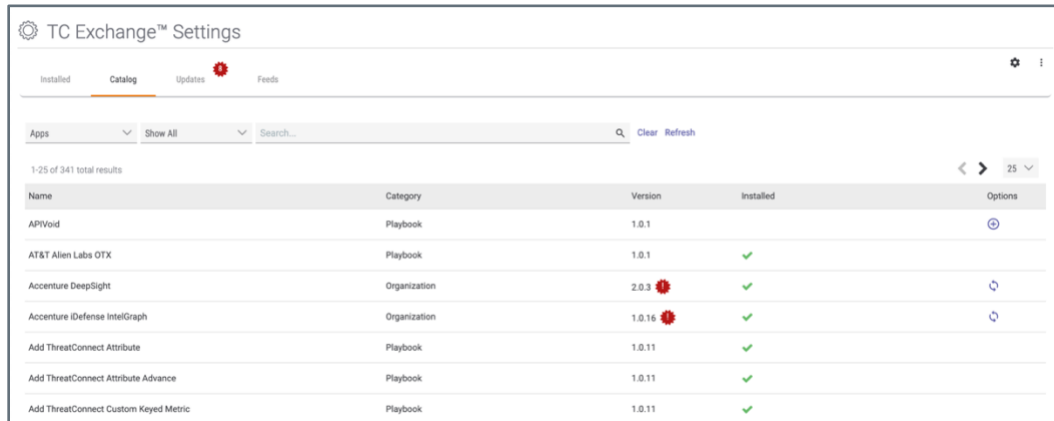 TC Exchange™ Settings
Installed Catalog Updates Feeds
Apps Show All Search... Clear Refresh
1-25 of 341 total results 25
Name Category Version Installed Options
APIVoid Playbook 1.0.1
AT&T Alien Labs OTX Playbook 1.0.1
Accenture DeepSight Organization 2.0.3 !
Accenture iDefense IntelGraph Organization 1.0.16 !
Add ThreatConnect Attribute Playbook 1.0.11
Add ThreatConnect Attribute Advance Playbook 1.0.11
Add ThreatConnect Custom Keyed Metric Playbook 1.0.11